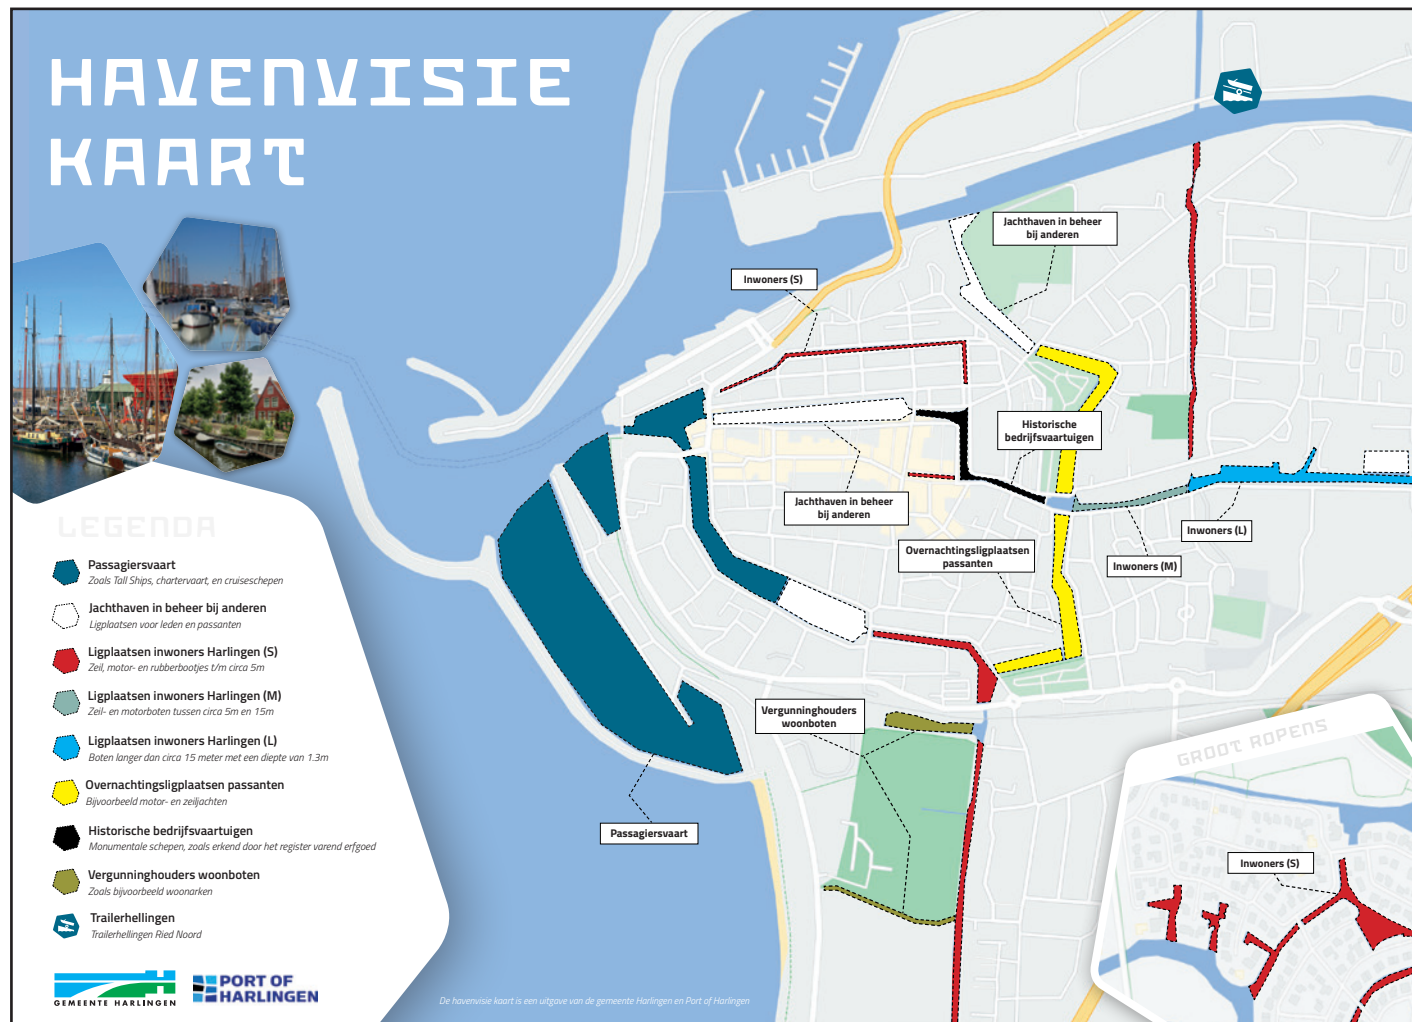 HAVENVISIE
KAART
LEGENDA
Passagiersvaart
Zoals Tall Ships, chartervaart, en cruiseschepen
Jachthaven in beheer bij anderen
Ligplaatsen voor leden en passanten
Ligplaatsen inwoners Harlingen (S)
Zeil, motor- en rubberbootjes t/m circa 5m
Ligplaatsen inwoners Harlingen (M)
Zeil- en motorboten tussen circa 5m en 15m
Ligplaatsen inwoners Harlingen (L)
Boten langer dan circa 15 meter met een diepte van 1.3m
Overnachtingsligplaatsen passanten
Bijvoorbeeld motor- en zeiljachten
Historische bedrijfsvaartuigen
Monumentale schepen, zoals erkend door het register varend erfgoed
Vergunninghouders woonboten
Zoals bijvoorbeeld woonarken
Trailerhellingen
Trailerhellingen Ried Noord
GEMEENTE HARLINGEN
PORT OF
HARLINGEN
De havenvisie kaart is een uitgave van de gemeente Harlingen en Port of Harlingen
Jachthaven in beheer
bij anderen
Inwoners (S)
Historische
bedrijfsvaartuigen
Jachthaven in beheer
bij anderen
Inwoners (L)
Overnachtingsligplaatsen
passanten
Inwoners (M)
Vergunninghouders
woonboten
Passagiersvaart
GROOT ROPENS
Inwoners (S)